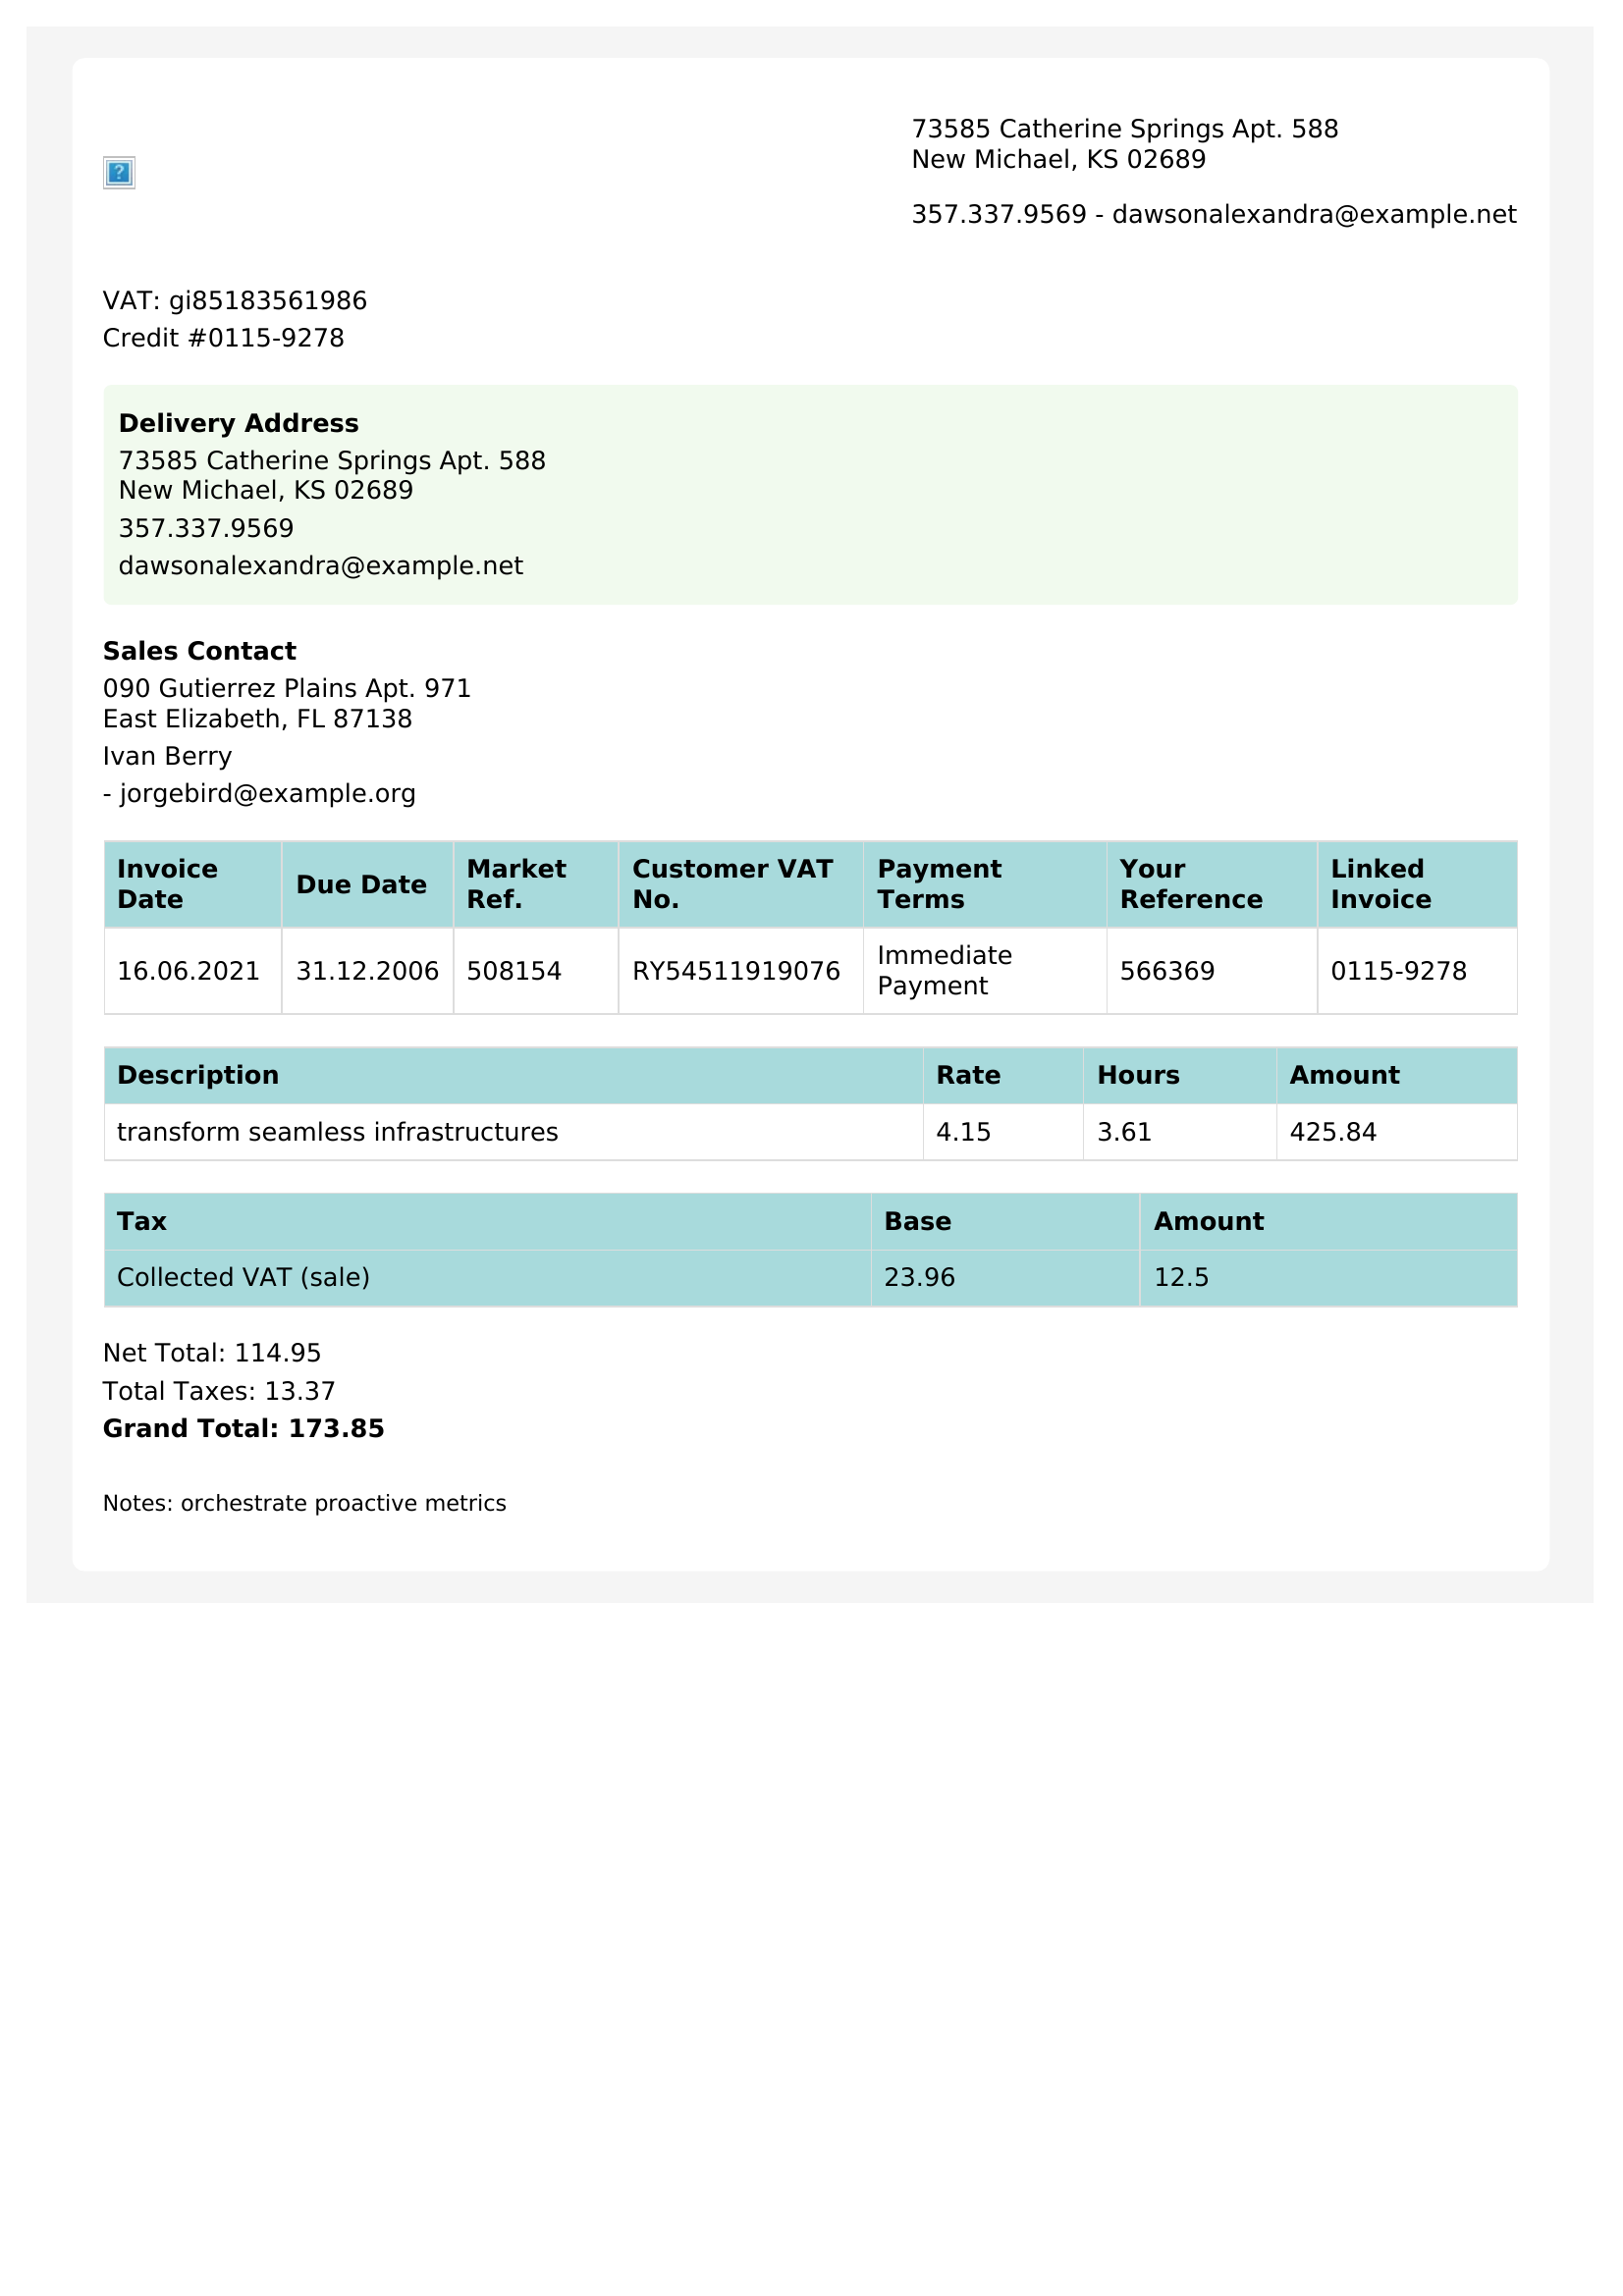 73585 Catherine Springs Apt. 588
New Michael, KS 02689
357.337.9569 - dawsonalexandra@example.net
VAT: gi85183561986
Credit #0115-9278
Delivery Address
73585 Catherine Springs Apt. 588
New Michael, KS 02689
357.337.9569
dawsonalexandra@example.net
Sales Contact
090 Gutierrez Plains Apt. 971
East Elizabeth, FL 87138
Ivan Berry
- jorgebird@example.org
Invoice Date Due Date Market Ref. Customer VAT No. Payment Terms Your Reference Linked Invoice
16.06.2021 31.12.2006 508154 RY54511919076 Immediate Payment 566369 0115-9278
Description Rate Hours Amount
transform seamless infrastructures 4.15 3.61 425.84
Tax Base Amount
Collected VAT (sale) 23.96 12.5
Net Total: 114.95
Total Taxes: 13.37
Grand Total: 173.85
Notes: orchestrate proactive metrics